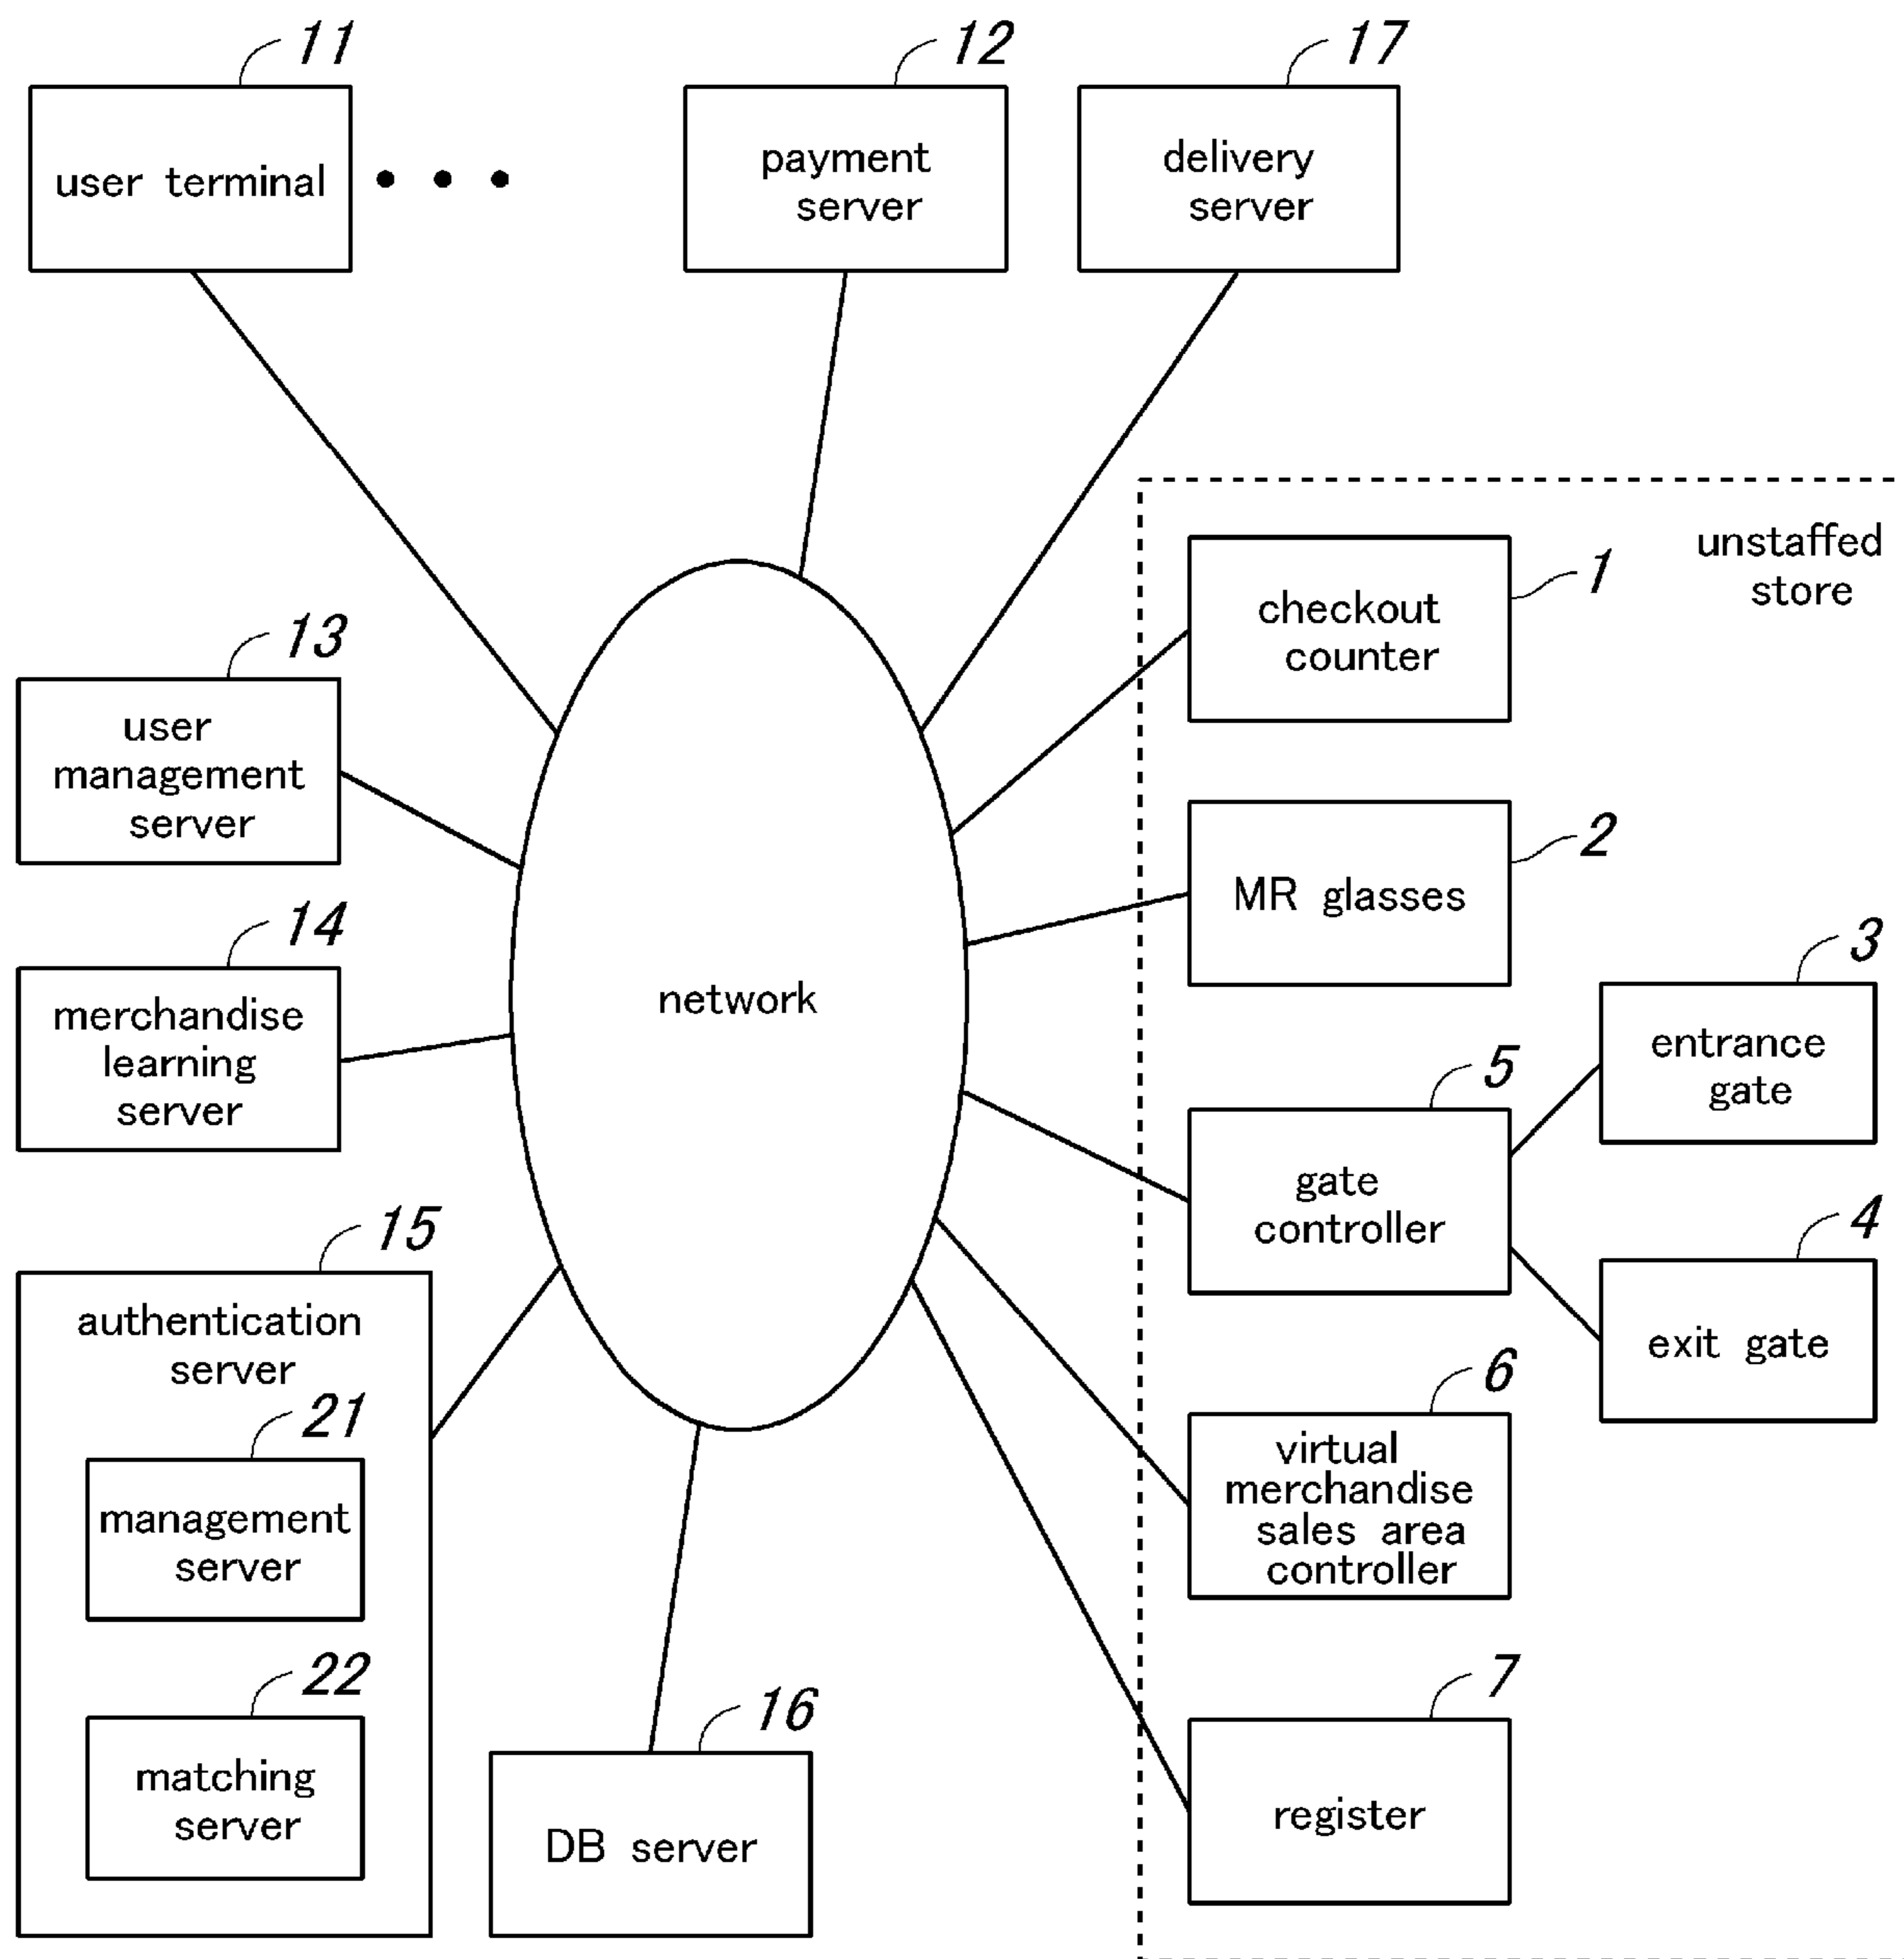 11
user terminal
• • •
12
payment
server
17
delivery
server
unstaffed
store
1
checkout
counter
13
user
management
server
2
MR glasses
14
merchandise
learning
server
network
3
entrance
gate
5
gate
controller
4
exit gate
15
authentication
server
21
management
server
22
matching
server
6
virtual
merchandise
sales area
controller
16
DB server
7
register